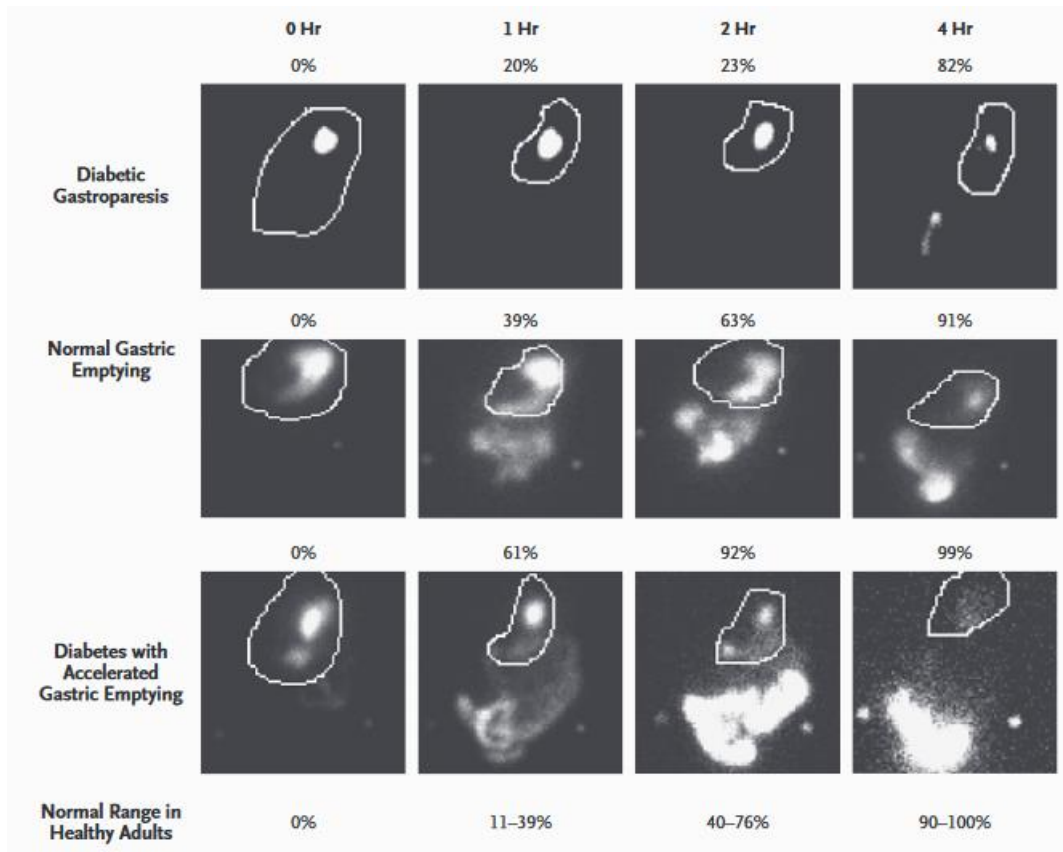 0 Hr 1 Hr 2 Hr 4 Hr
0% 20% 23% 82%
Diabetic
Gastroparesis
0% 39% 63% 91%
Normal Gastric
Emptying
0% 61% 92% 99%
Diabetes with
Accelerated
Gastric Emptying
Normal Range in
Healthy Adults
0% 11–39% 40–76% 90–100%